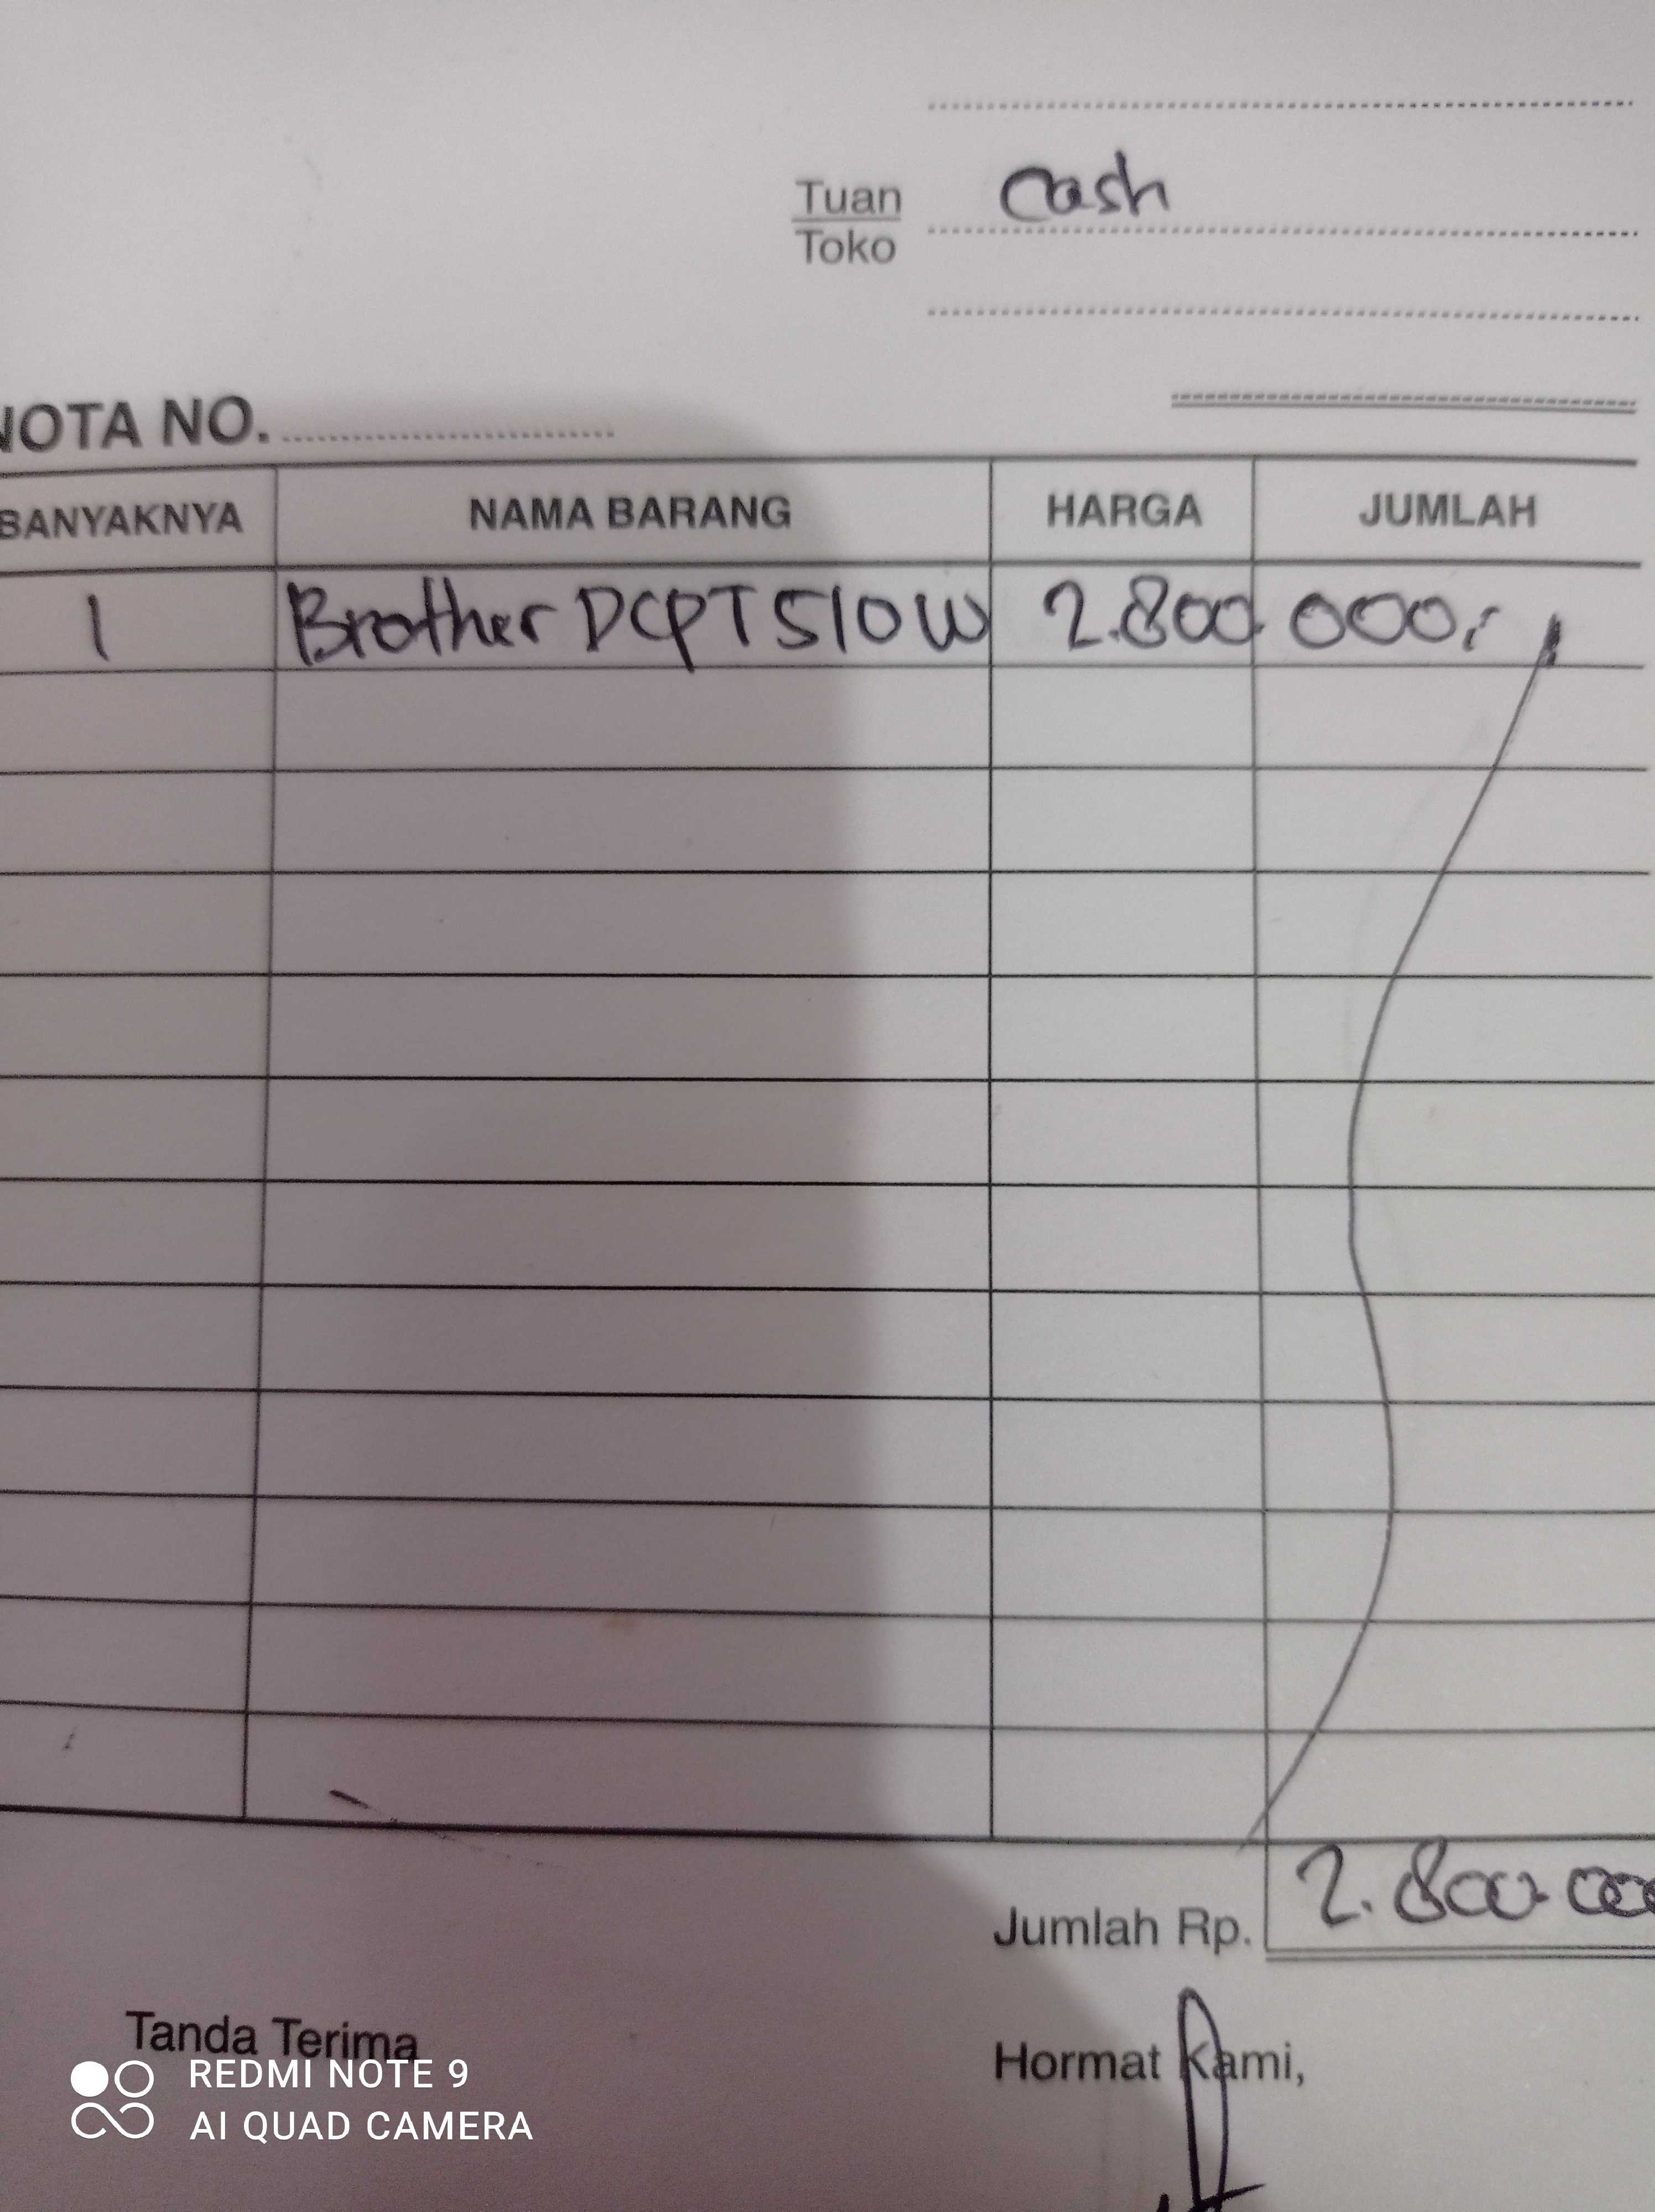 Tuan Cash
Toko
NOTA NO.
BANYAKNYA NAMA BARANG HARGA JUMLAH
1 Brother DCPT510W 2.800.000,-
Jumlah Rp. 2.800.000
Tanda Terima Hormat Kami,
REDMI NOTE 9
AI QUAD CAMERA